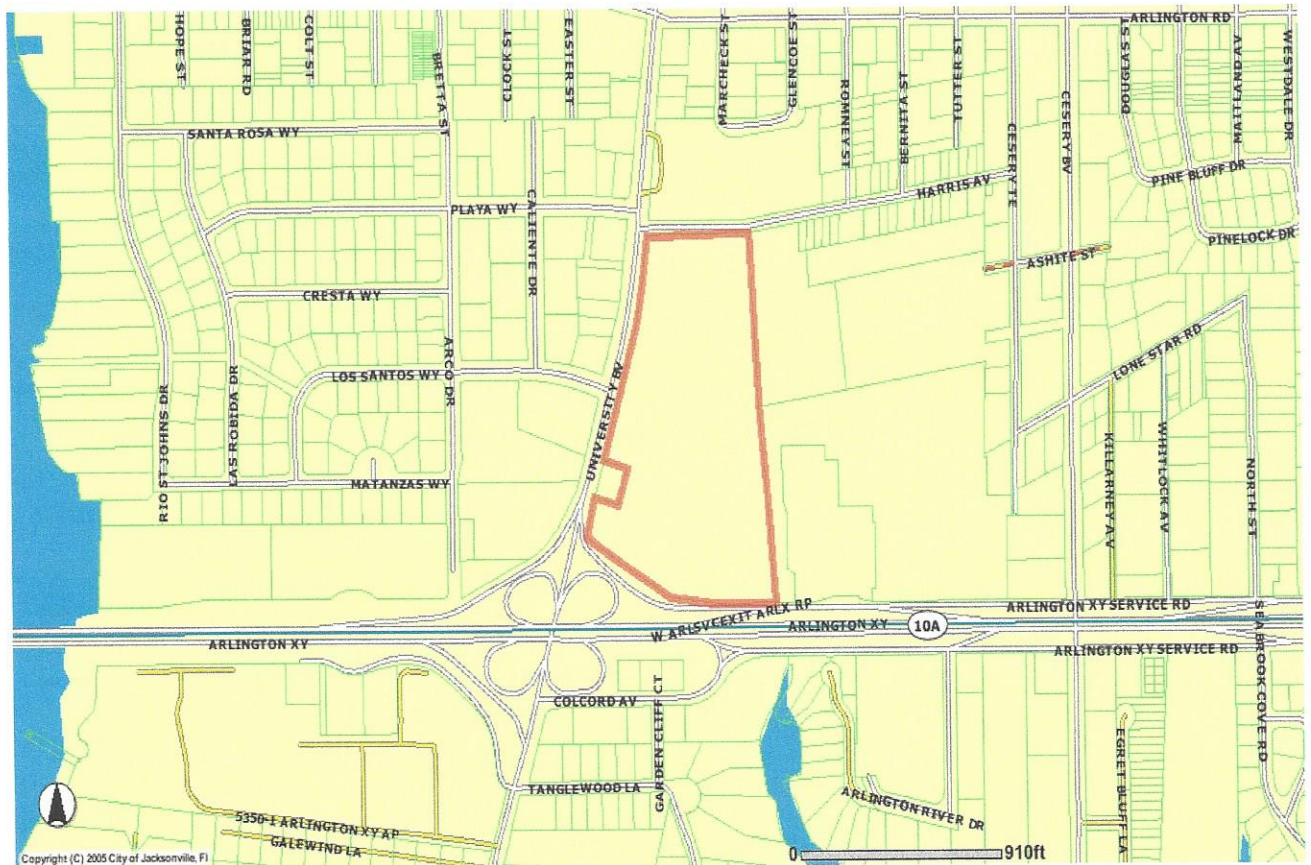 HOPE ST
BRIAR RD
COLT ST
BRETTA ST
CLOCK ST
EASTER ST
MARCHECK ST
GLENCOE ST
ROMNEY ST
BERNITA ST
TUTTER ST
CESERY TE
CESERY BV
ARLINGTON RD
DOUGLAS ST
MAITLAND AV
WESTDALE DR
SANTA ROSA WY
PLAYA WY
CALIENTE DR
HARRIS AV
PINE BLUFF DR
PINELOCK DR
ASHITE ST
CRESTA WY
ARCO DR
LOS SANTOS WY
UNIVERSITY BV
LONE STAR RD
RIO ST JOHNS DR
LAS ROBIDA DR
MATANZAS WY
KILLARNEY AV
WHITLOCK AV
NORTH ST
W ARLSVCEXIT ARLX RP
ARLINGTON XY SERVICE RD
ARLINGTON XY
10A
ARLINGTON XY
ARLINGTON XY SERVICE RD
SEABROOK COVE RD
COLCORD AV
GARDEN CLIFF CT
TANGLEWOOD LA
ARLINGTON RIVER DR
EGRET BLUFF LA
5350-1 ARLINGTON XY AP
GALEWIND LA
0 910ft
Copyright (C) 2005 City of Jacksonville, Fl